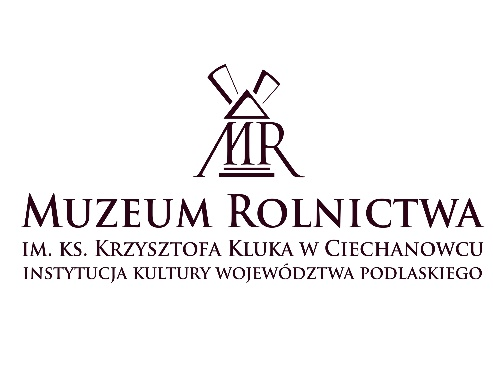 MR
MUZEUM ROLNICTWA
IM. KS. KRZYSZTOFA KLUKA W CIECHANOWCU
INSTYTUCJA KULTURY WOJEWÓDZTWA PODLASKIEGO